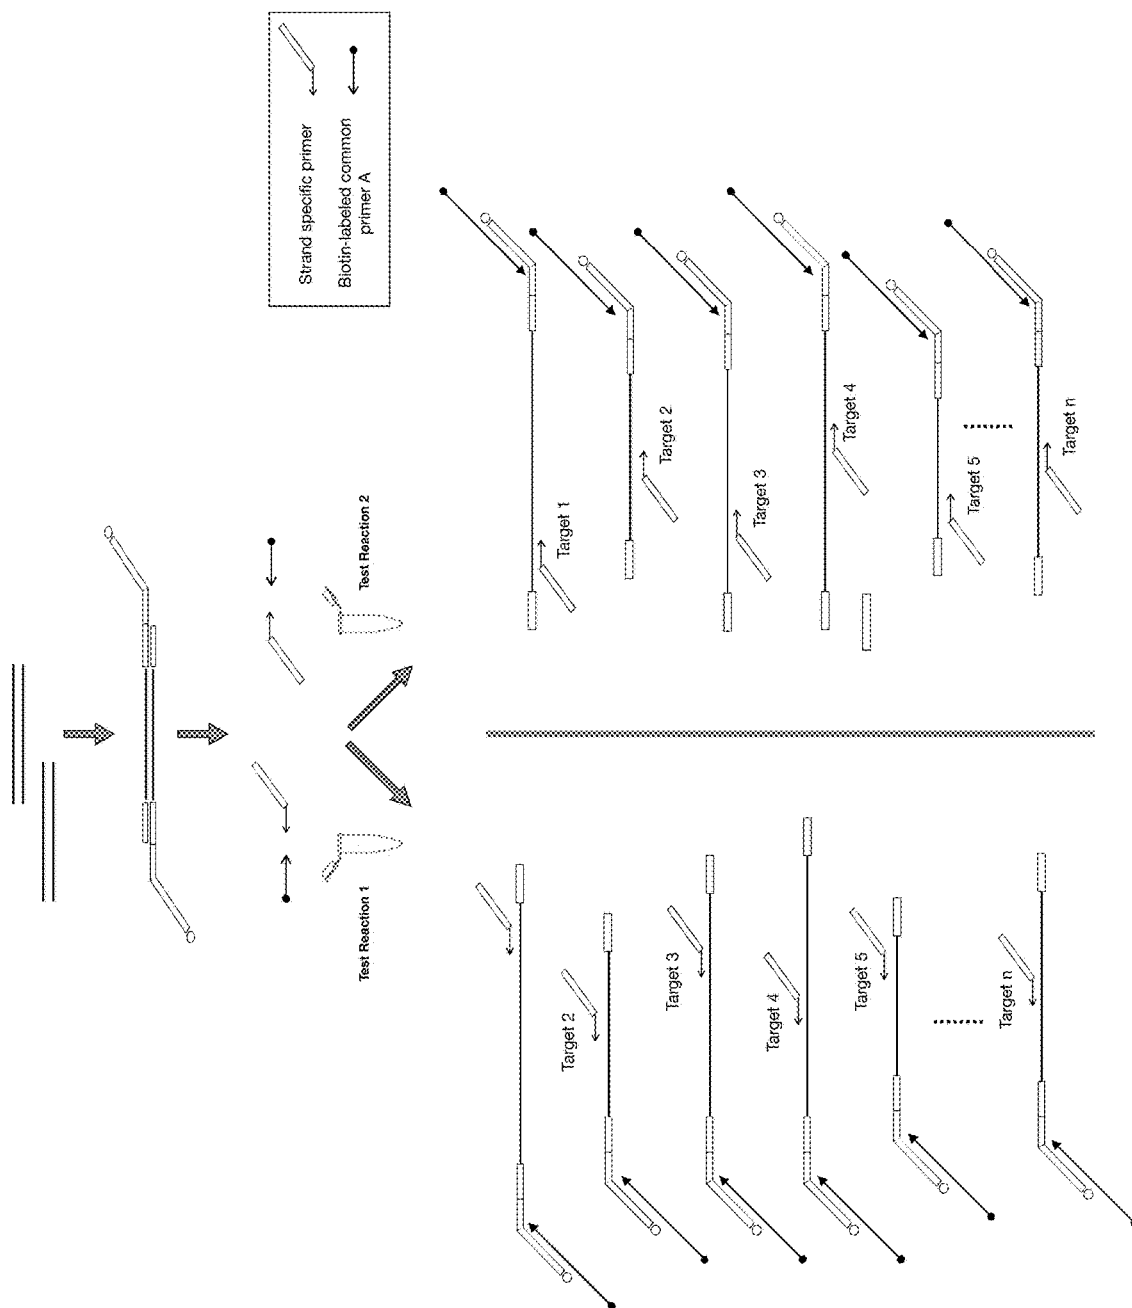 Strand specific primer
Biotin-labeled common
primer A
Test Reaction 1
Test Reaction 2
Target 2
Target 3
Target 4
Target 5
Target n
Target 1
Target 2
Target 3
Target 4
Target 5
Target n